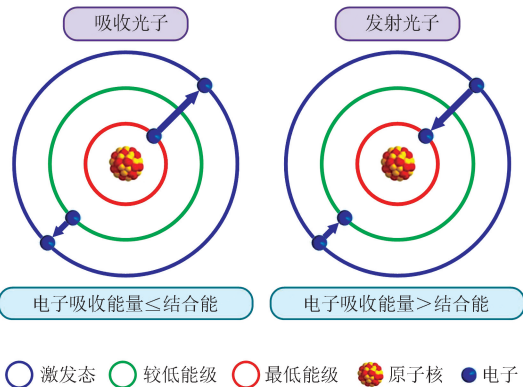 吸收光子
发射光子
电子吸收能量≤结合能
电子吸收能量>结合能
激发态
较低能级
最低能级
原子核
电子